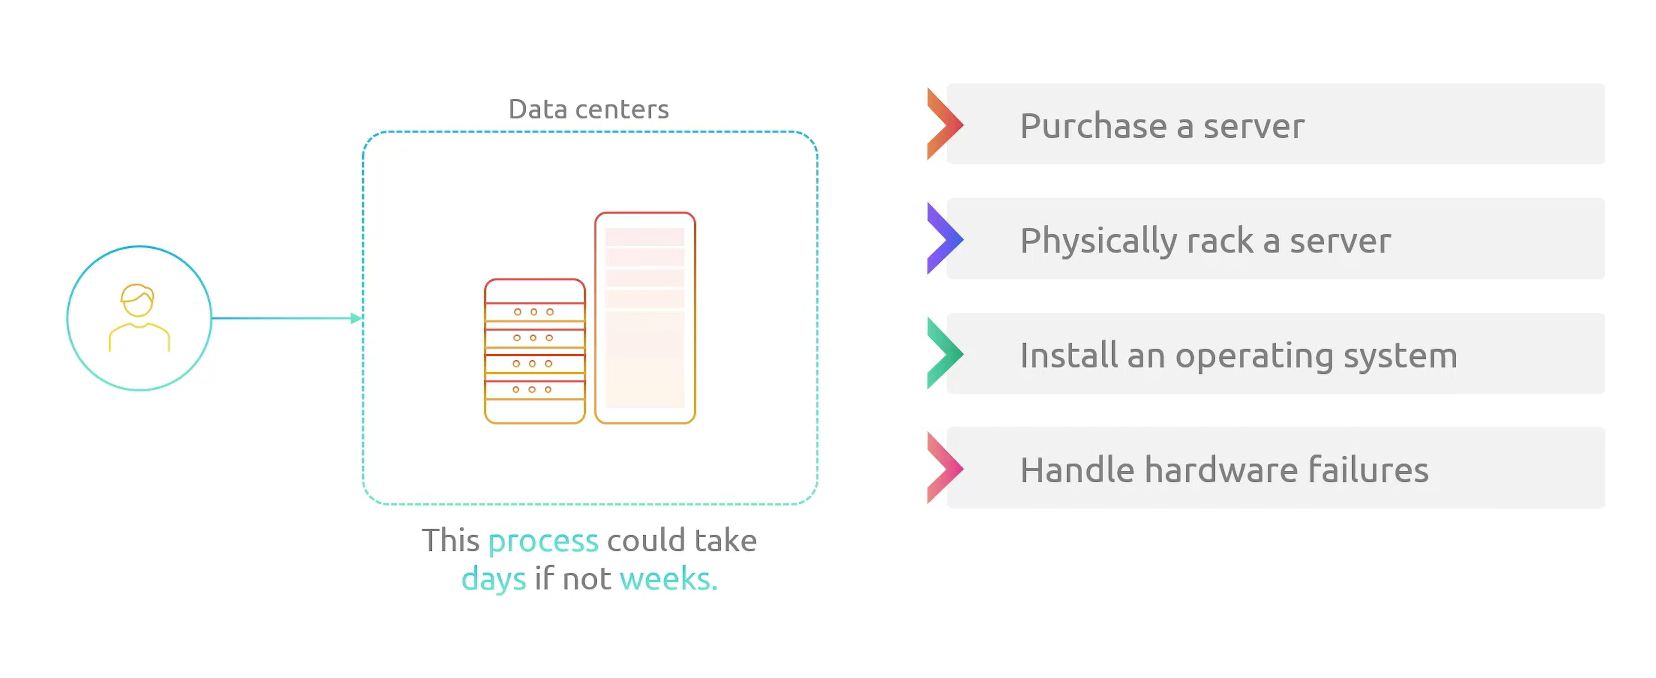 Data centers
This process could take
days if not weeks.
Purchase a server
Physically rack a server
Install an operating system
Handle hardware failures